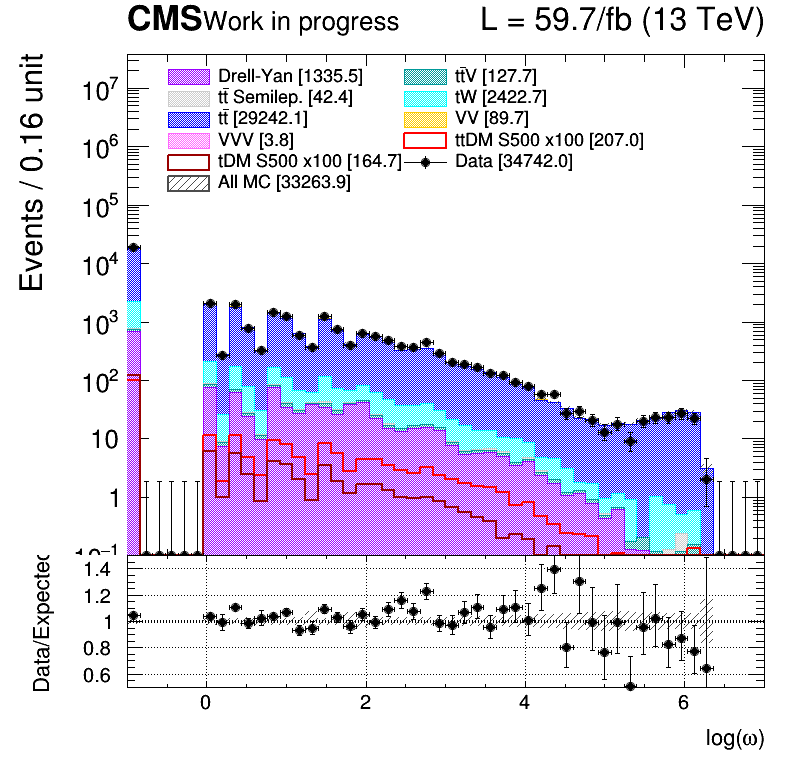 CMS Work in progress L = 59.7/fb (13 TeV)
Events / 0.16 unit
10⁷
10⁶
10⁵
10⁴
10³
10²
10
1
10⁻¹
Drell-Yan [1335.5]
tt̄V [127.7]
tt̄ Semilep. [42.4]
tW [2422.7]
tt̄ [29242.1]
VV [89.7]
VVV [3.8]
ttDM S500 x100 [207.0]
tDM S500 x100 [164.7]
Data [34742.0]
All MC [33263.9]
Data/Expected
1.4
1.2
1
0.8
0.6
0 2 4 6
log(ω)